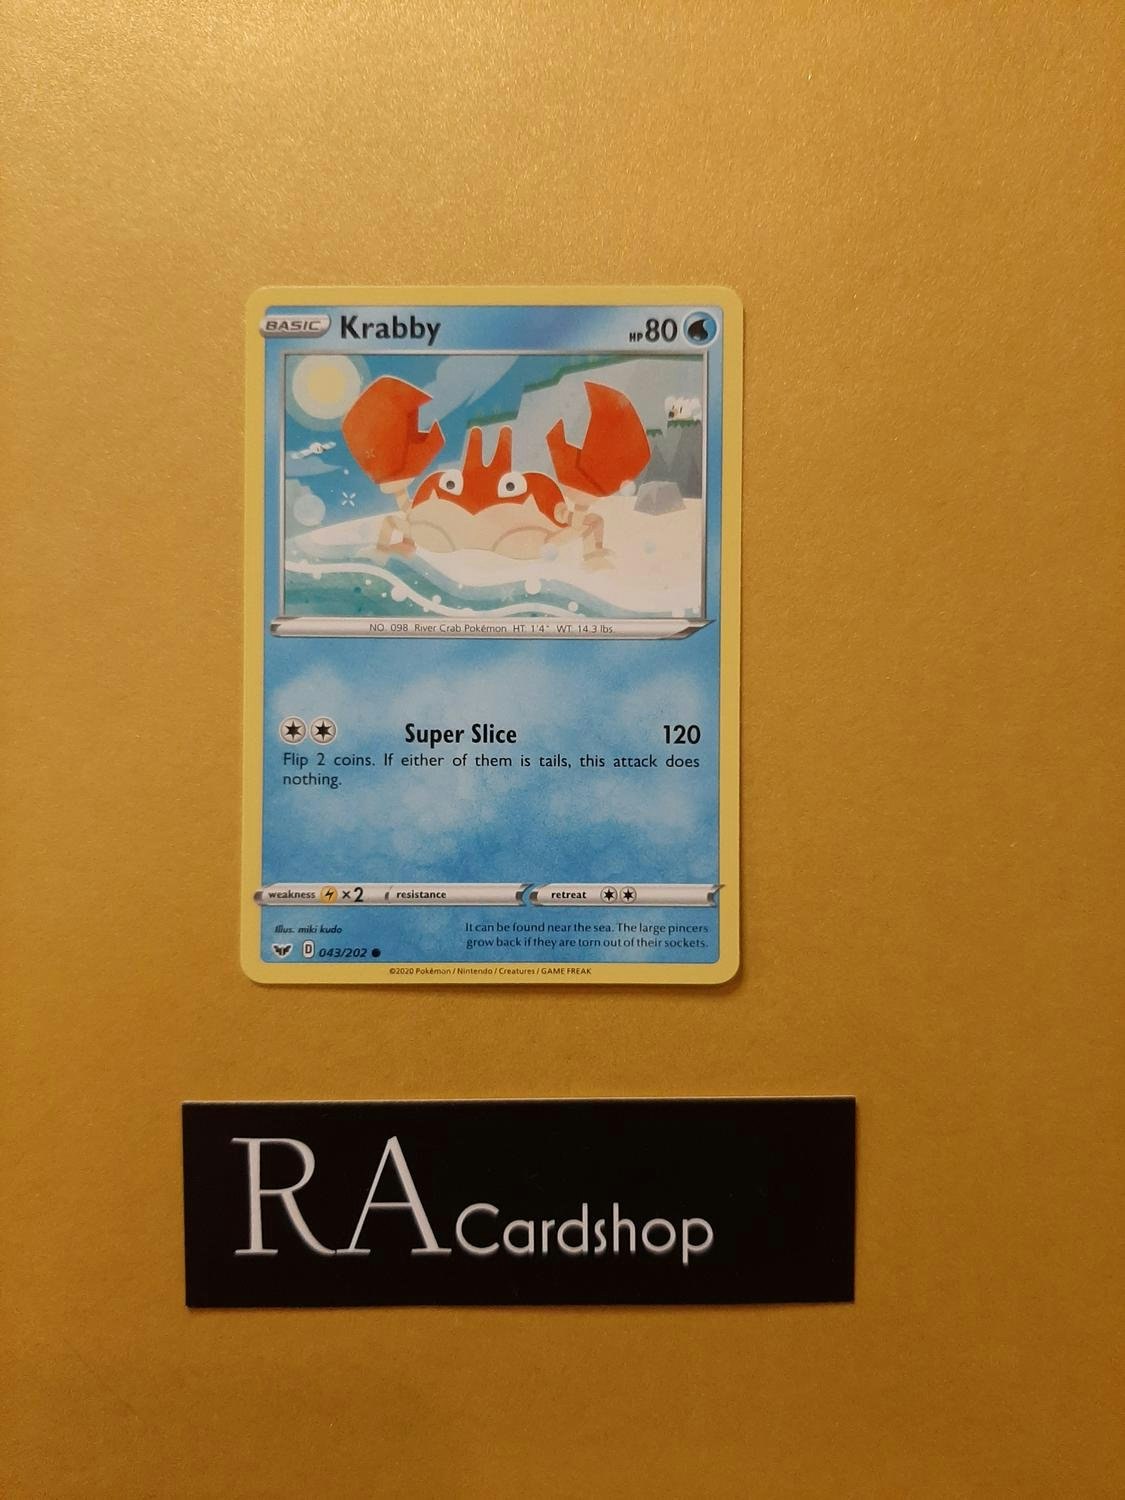 BASIC Krabby HP80
NO. 098 River Crab Pokémon HT: 1'4" WT: 14.3 lbs.
Super Slice 120
Flip 2 coins. If either of them is tails, this attack does
nothing.
weakness ×2 resistance retreat
Illus. miki kudo
It can be found near the sea. The large pincers
grow back if they are torn out of their sockets.
D 043/202
©2020 Pokémon / Nintendo / Creatures / GAME FREAK
RA Cardshop